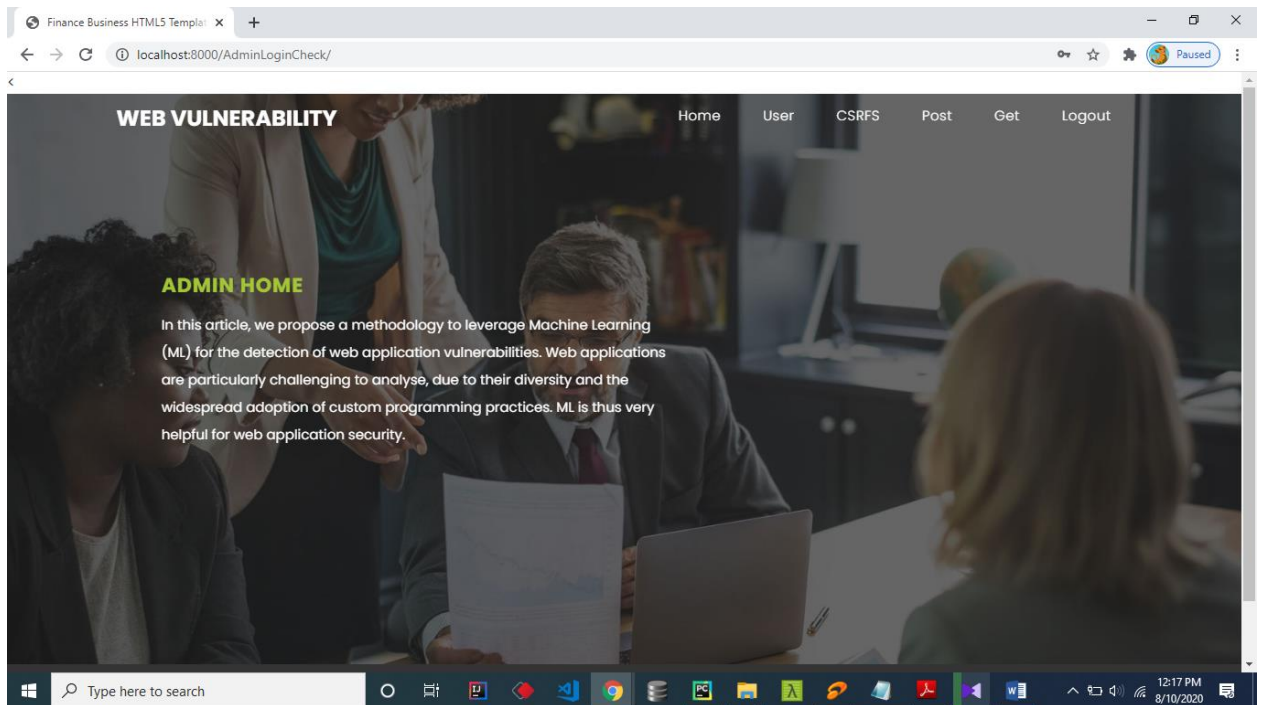 Finance Business HTML5 Templat
localhost:8000/AdminLoginCheck/
Paused
<
WEB VULNERABILITY
Home User CSRFS Post Get Logout
ADMIN HOME
In this article, we propose a methodology to leverage Machine Learning
(ML) for the detection of web application vulnerabilities. Web applications
are particularly challenging to analyse, due to their diversity and the
widespread adoption of custom programming practices. ML is thus very
helpful for web application security.
Type here to search
12:17 PM
8/10/2020